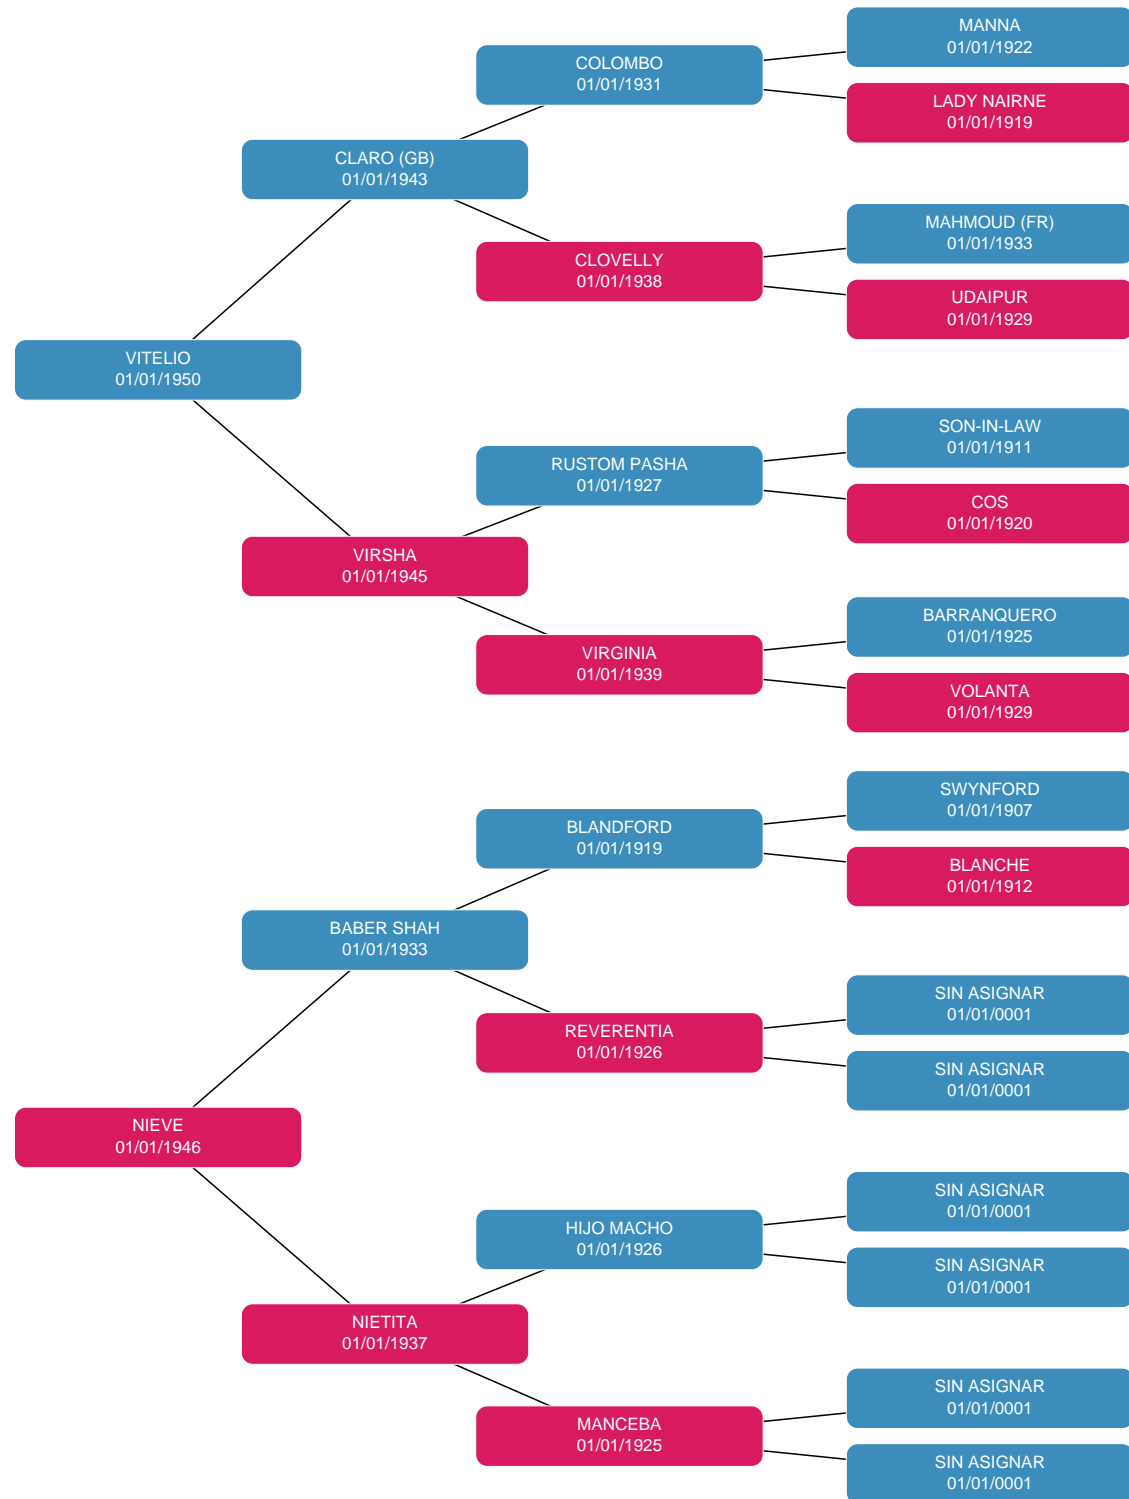 MANNA
01/01/1922
COLOMBO
01/01/1931
LADY NAIRNE
01/01/1919
CLARO (GB)
01/01/1943
MAHMOUD (FR)
01/01/1933
CLOVELLY
01/01/1938
UDAIPUR
01/01/1929
VITELIO
01/01/1950
SON-IN-LAW
01/01/1911
RUSTOM PASHA
01/01/1927
COS
01/01/1920
VIRSHA
01/01/1945
BARRANQUERO
01/01/1925
VIRGINIA
01/01/1939
VOLANTA
01/01/1929
SWYNFORD
01/01/1907
BLANDFORD
01/01/1919
BLANCHE
01/01/1912
BABER SHAH
01/01/1933
SIN ASIGNAR
01/01/0001
REVERENTIA
01/01/1926
SIN ASIGNAR
01/01/0001
NIEVE
01/01/1946
SIN ASIGNAR
01/01/0001
HIJO MACHO
01/01/1926
SIN ASIGNAR
01/01/0001
NIETITA
01/01/1937
SIN ASIGNAR
01/01/0001
MANCEBA
01/01/1925
SIN ASIGNAR
01/01/0001